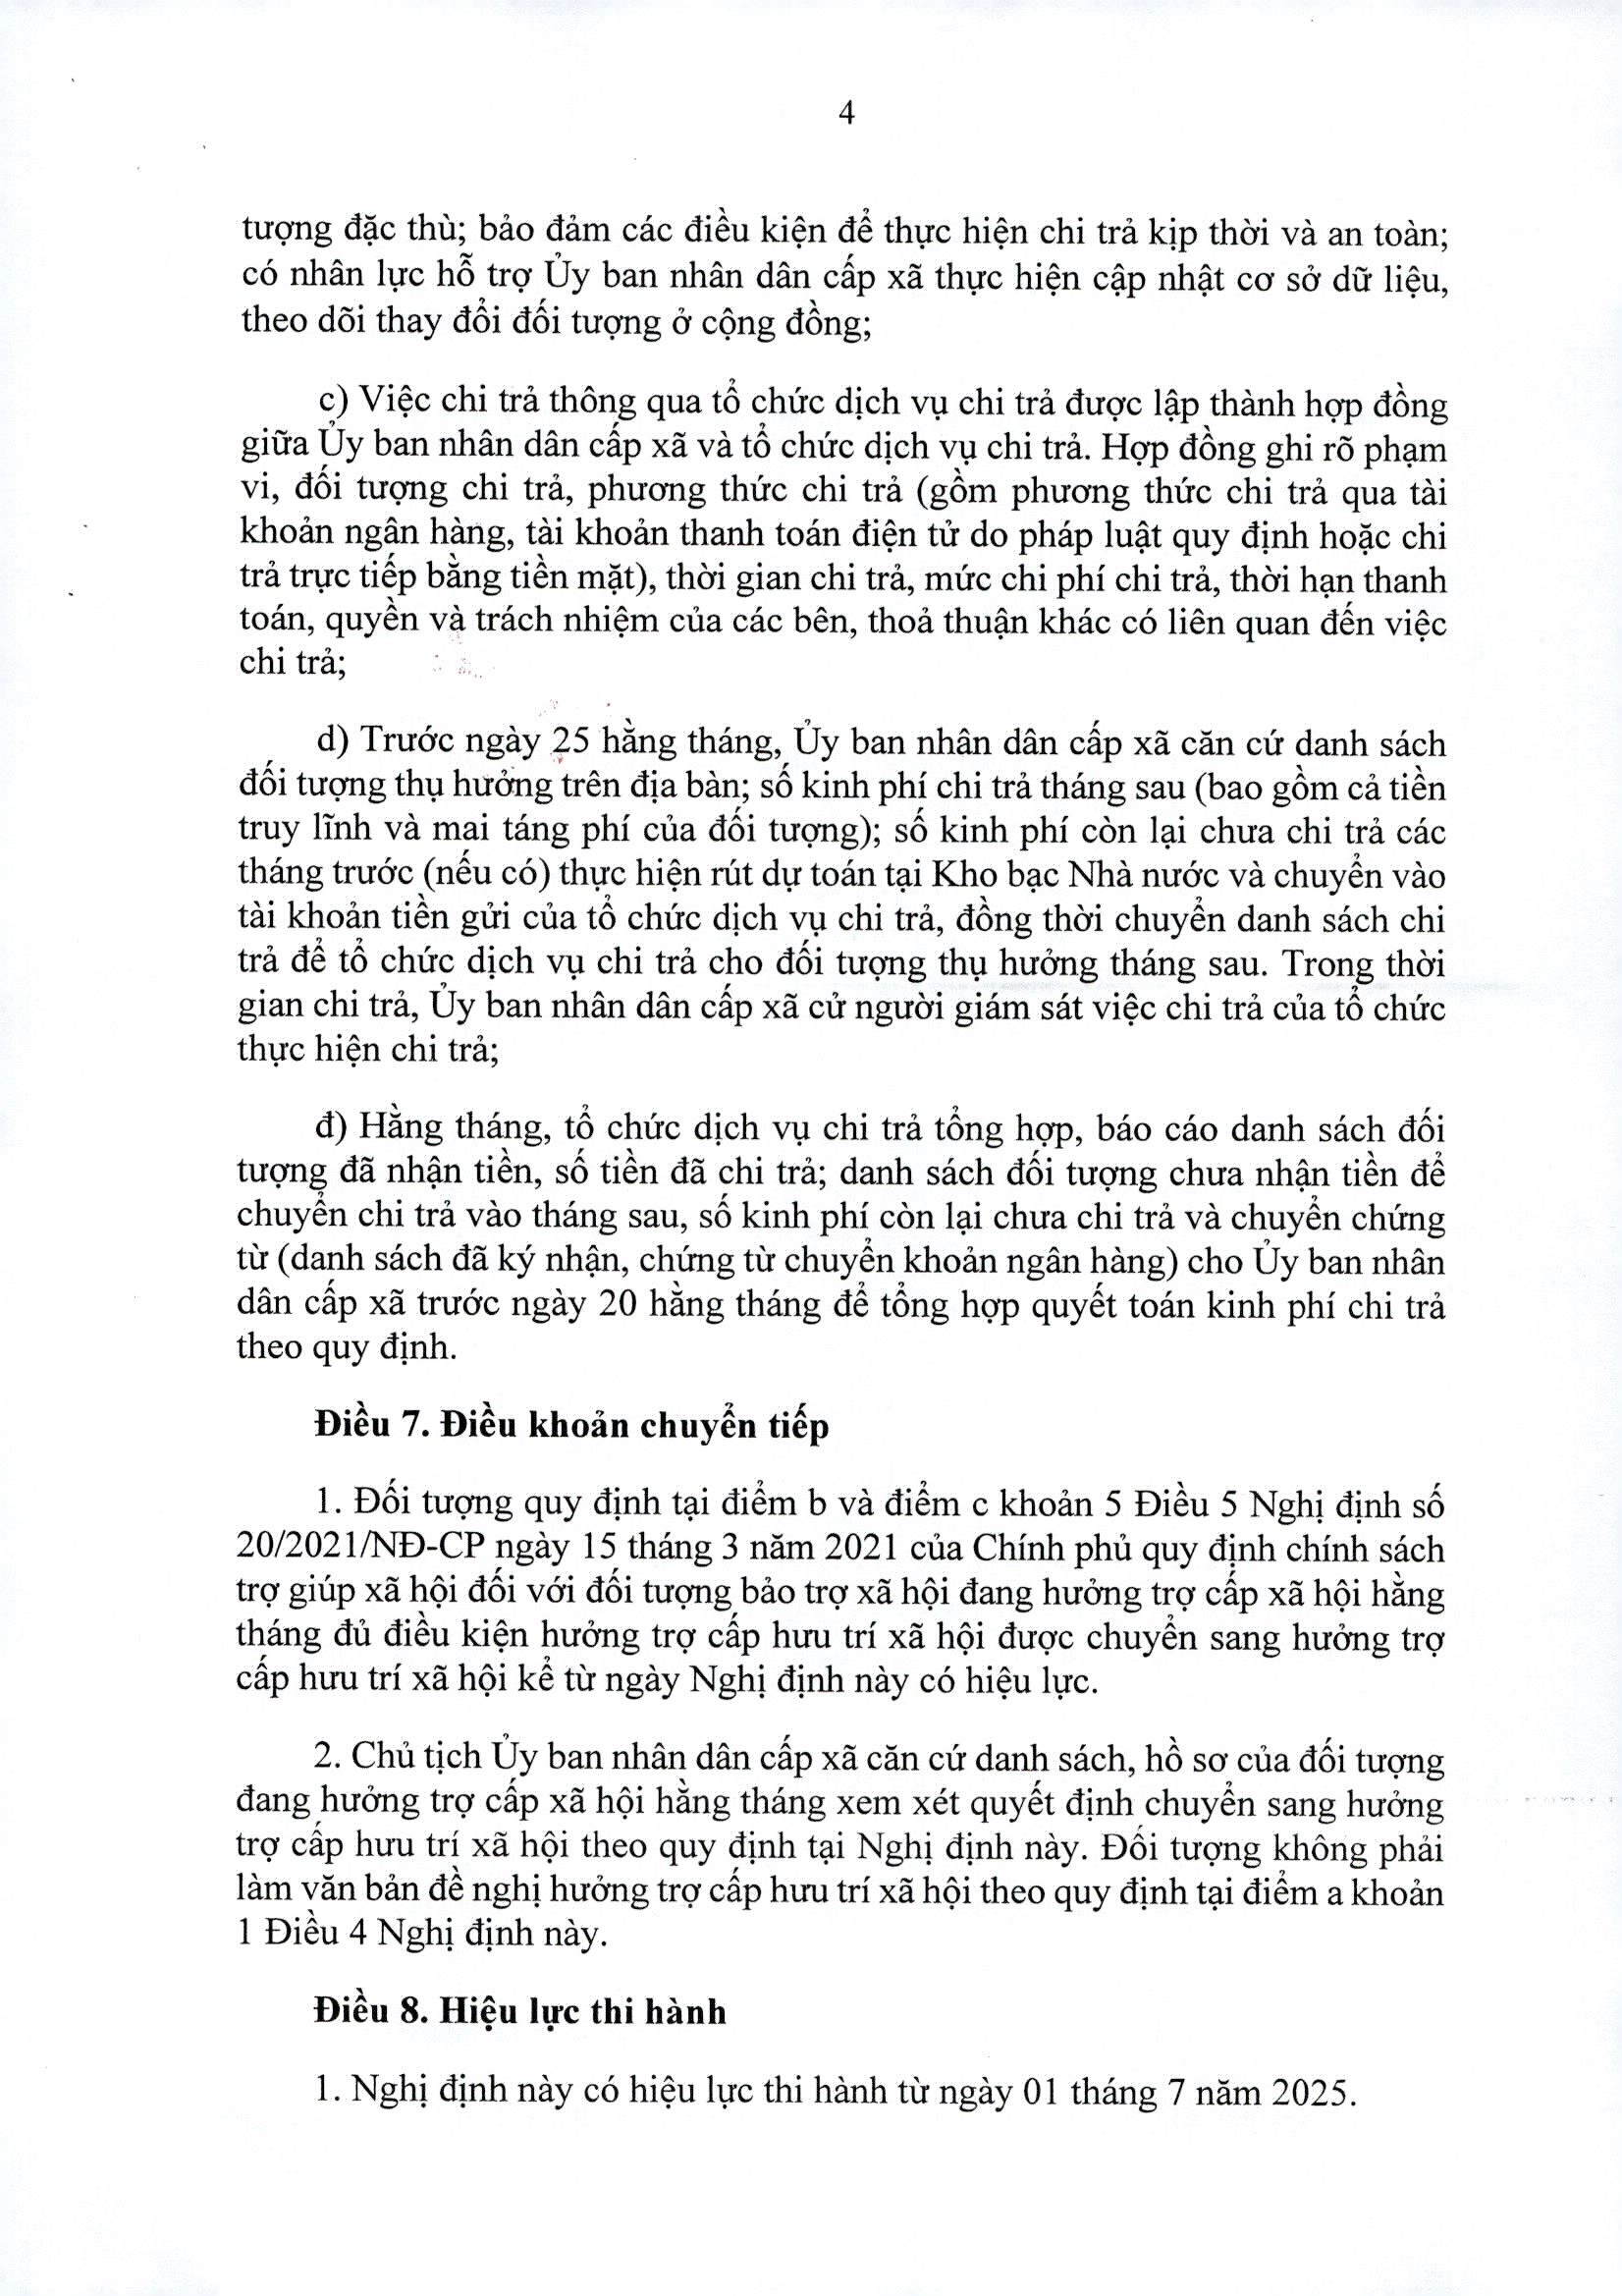 4
tượng đặc thù; bảo đảm các điều kiện để thực hiện chi trả kịp thời và an toàn;
có nhân lực hỗ trợ Ủy ban nhân dân cấp xã thực hiện cập nhật cơ sở dữ liệu,
theo dõi thay đổi đối tượng ở cộng đồng;
c) Việc chi trả thông qua tổ chức dịch vụ chi trả được lập thành hợp đồng
giữa Ủy ban nhân dân cấp xã và tổ chức dịch vụ chi trả. Hợp đồng ghi rõ phạm
vi, đối tượng chi trả, phương thức chi trả (gồm phương thức chi trả qua tài
khoản ngân hàng, tài khoản thanh toán điện tử do pháp luật quy định hoặc chi
trả trực tiếp bằng tiền mặt), thời gian chi trả, mức chi phí chi trả, thời hạn thanh
toán, quyền và trách nhiệm của các bên, thoả thuận khác có liên quan đến việc
chi trả;
d) Trước ngày 25 hằng tháng, Ủy ban nhân dân cấp xã căn cứ danh sách
đối tượng thụ hưởng trên địa bàn; số kinh phí chi trả tháng sau (bao gồm cả tiền
truy lĩnh và mai táng phí của đối tượng); số kinh phí còn lại chưa chi trả các
tháng trước (nếu có) thực hiện rút dự toán tại Kho bạc Nhà nước và chuyển vào
tài khoản tiền gửi của tổ chức dịch vụ chi trả, đồng thời chuyển danh sách chi
trả để tổ chức dịch vụ chi trả cho đối tượng thụ hưởng tháng sau. Trong thời
gian chi trả, Ủy ban nhân dân cấp xã cử người giám sát việc chi trả của tổ chức
thực hiện chi trả;
đ) Hằng tháng, tổ chức dịch vụ chi trả tổng hợp, báo cáo danh sách đối
tượng đã nhận tiền, số tiền đã chi trả; danh sách đối tượng chưa nhận tiền để
chuyển chi trả vào tháng sau, số kinh phí còn lại chưa chi trả và chuyển chứng
từ (danh sách đã ký nhận, chứng từ chuyển khoản ngân hàng) cho Ủy ban nhân
dân cấp xã trước ngày 20 hằng tháng để tổng hợp quyết toán kinh phí chi trả
theo quy định.
Điều 7. Điều khoản chuyển tiếp
1. Đối tượng quy định tại điểm b và điểm c khoản 5 Điều 5 Nghị định số
20/2021/NĐ-CP ngày 15 tháng 3 năm 2021 của Chính phủ quy định chính sách
trợ giúp xã hội đối với đối tượng bảo trợ xã hội đang hưởng trợ cấp xã hội hằng
tháng đủ điều kiện hưởng trợ cấp hưu trí xã hội được chuyển sang hưởng trợ
cấp hưu trí xã hội kể từ ngày Nghị định này có hiệu lực.
2. Chủ tịch Ủy ban nhân dân cấp xã căn cứ danh sách, hồ sơ của đối tượng
đang hưởng trợ cấp xã hội hằng tháng xem xét quyết định chuyển sang hưởng
trợ cấp hưu trí xã hội theo quy định tại Nghị định này. Đối tượng không phải
làm văn bản đề nghị hưởng trợ cấp hưu trí xã hội theo quy định tại điểm a khoản
1 Điều 4 Nghị định này.
Điều 8. Hiệu lực thi hành
1. Nghị định này có hiệu lực thi hành từ ngày 01 tháng 7 năm 2025.